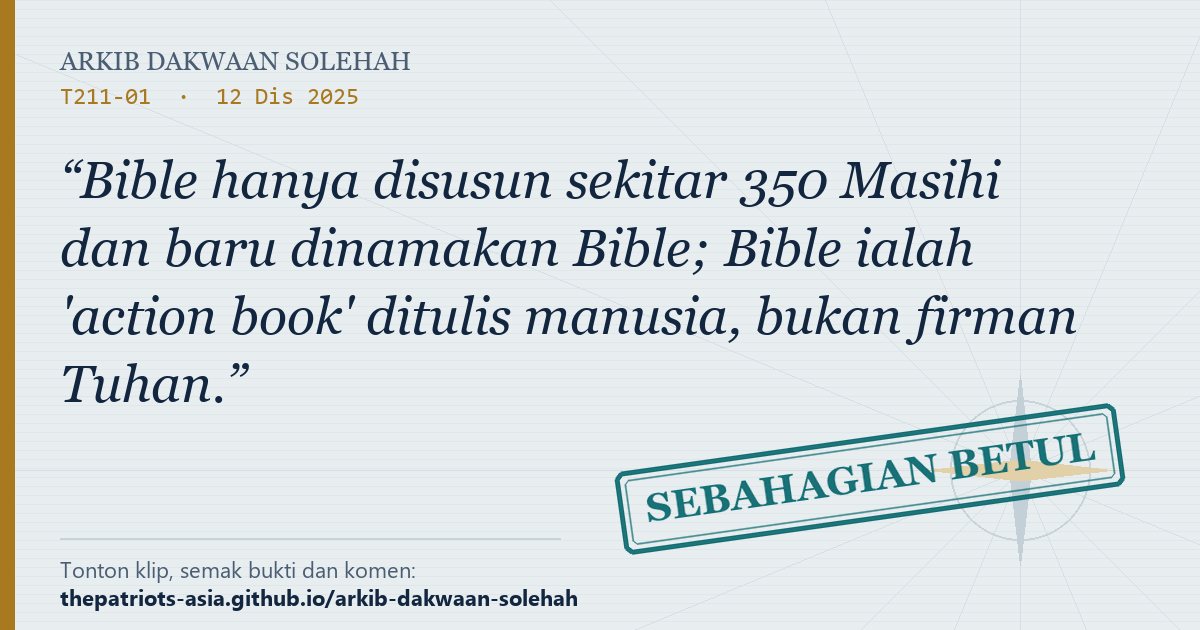 ARKIB DAKWAAN SOLEHAH
T211-01 · 12 Dis 2025
“Bible hanya disusun sekitar 350 Masihi
dan baru dinamakan Bible; Bible ialah
'action book' ditulis manusia, bukan firman
Tuhan.”
SEBAHAGIAN BETUL
Tonton klip, semak bukti dan komen:
thepatriots-asia.github.io/arkib-dakwaan-solehah